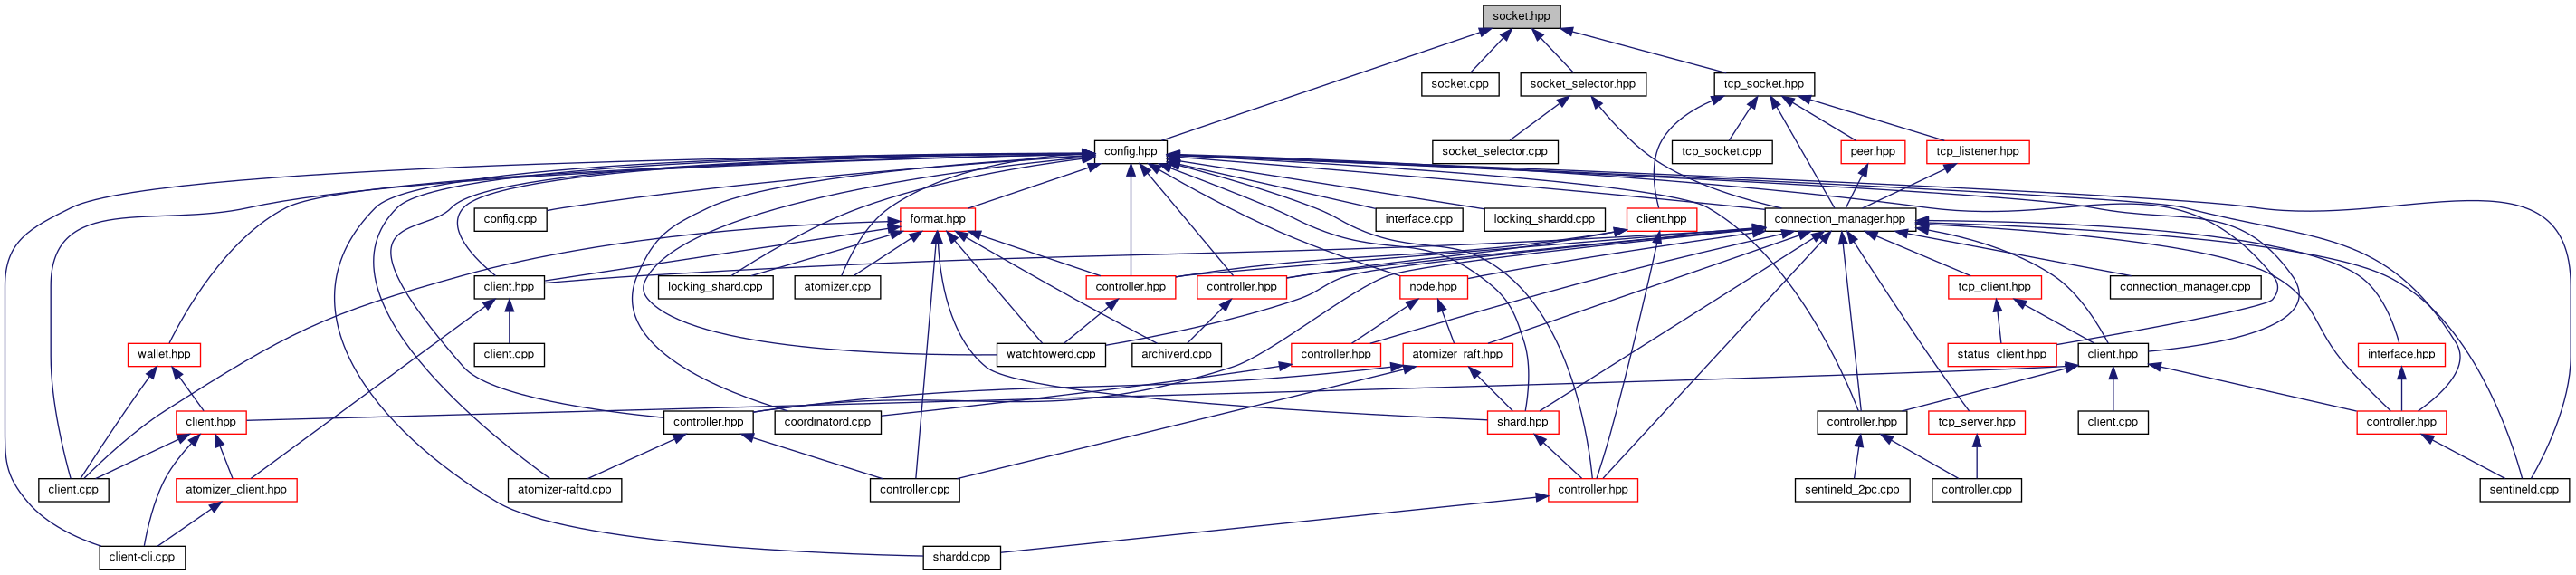 socket.hpp
socket.cpp
socket_selector.hpp
tcp_socket.hpp
config.hpp
socket_selector.cpp
tcp_socket.cpp
peer.hpp
tcp_listener.hpp
config.cpp
format.hpp
interface.cpp
locking_shardd.cpp
client.hpp
connection_manager.hpp
client.hpp
locking_shard.cpp
atomizer.cpp
controller.hpp
controller.hpp
node.hpp
tcp_client.hpp
connection_manager.cpp
wallet.hpp
client.cpp
watchtowerd.cpp
archiverd.cpp
controller.hpp
atomizer_raft.hpp
status_client.hpp
client.hpp
interface.hpp
client.hpp
controller.hpp
coordinatord.cpp
shard.hpp
controller.hpp
tcp_server.hpp
client.cpp
controller.hpp
client.cpp
atomizer_client.hpp
atomizer-raftd.cpp
controller.cpp
controller.hpp
sentineld_2pc.cpp
controller.cpp
sentineld.cpp
client-cli.cpp
shardd.cpp